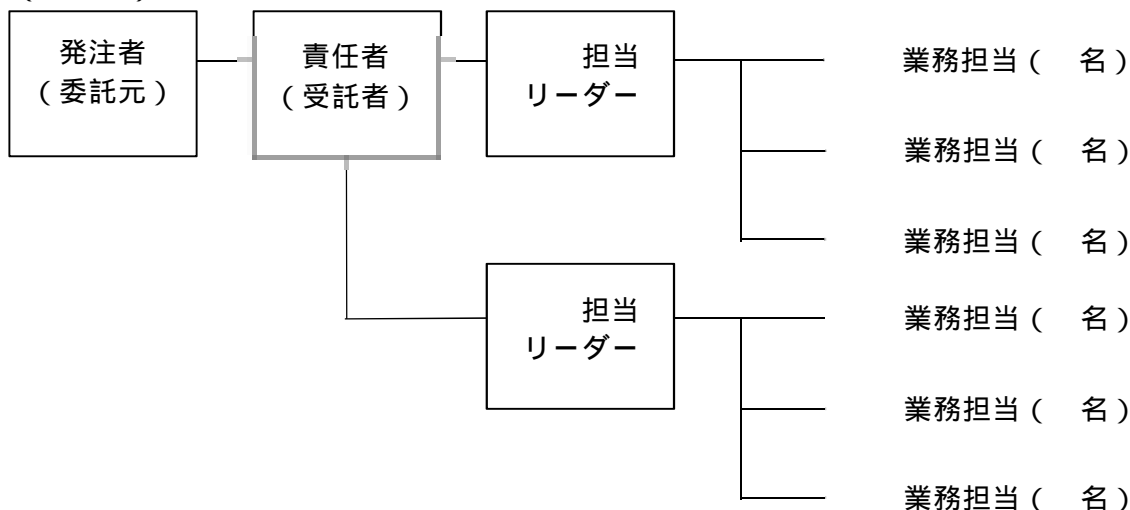 発注者
（委託元）
責任者
（受託者）
担当
リーダー
業務担当（　名）
業務担当（　名）
業務担当（　名）
担当
リーダー
業務担当（　名）
業務担当（　名）
業務担当（　名）